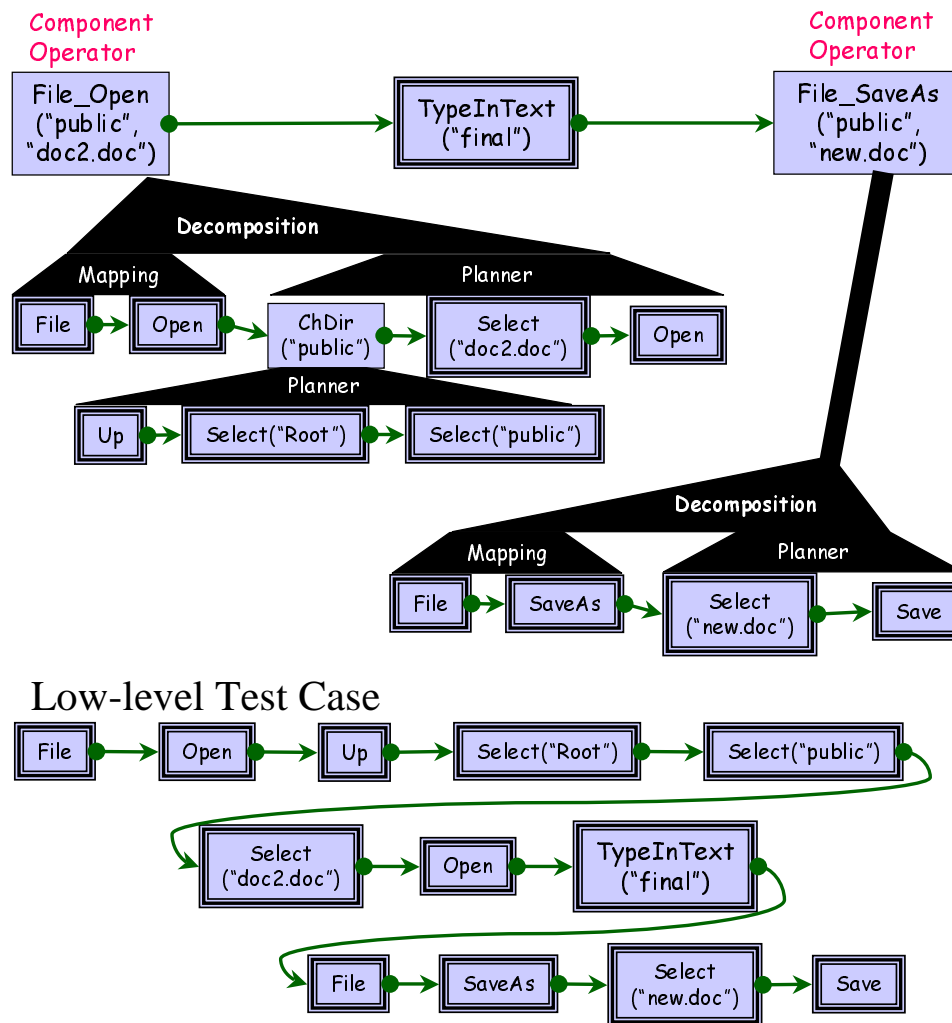 Component
Operator
Component
Operator
File_Open
(“public”,
“doc2.doc”)
TypeInText
(“final”)
File_SaveAs
(“public”,
“new.doc”)
Decomposition
Mapping
Planner
File
Open
ChDir
(“public”)
Select
(“doc2.doc”)
Open
Planner
Up
Select(“Root”)
Select(“public”)
Decomposition
Mapping
Planner
File
SaveAs
Select
(“new.doc”)
Save
Low-level Test Case
File
Open
Up
Select(“Root”)
Select(“public”)
Select
(“doc2.doc”)
Open
TypeInText
(“final”)
File
SaveAs
Select
(“new.doc”)
Save